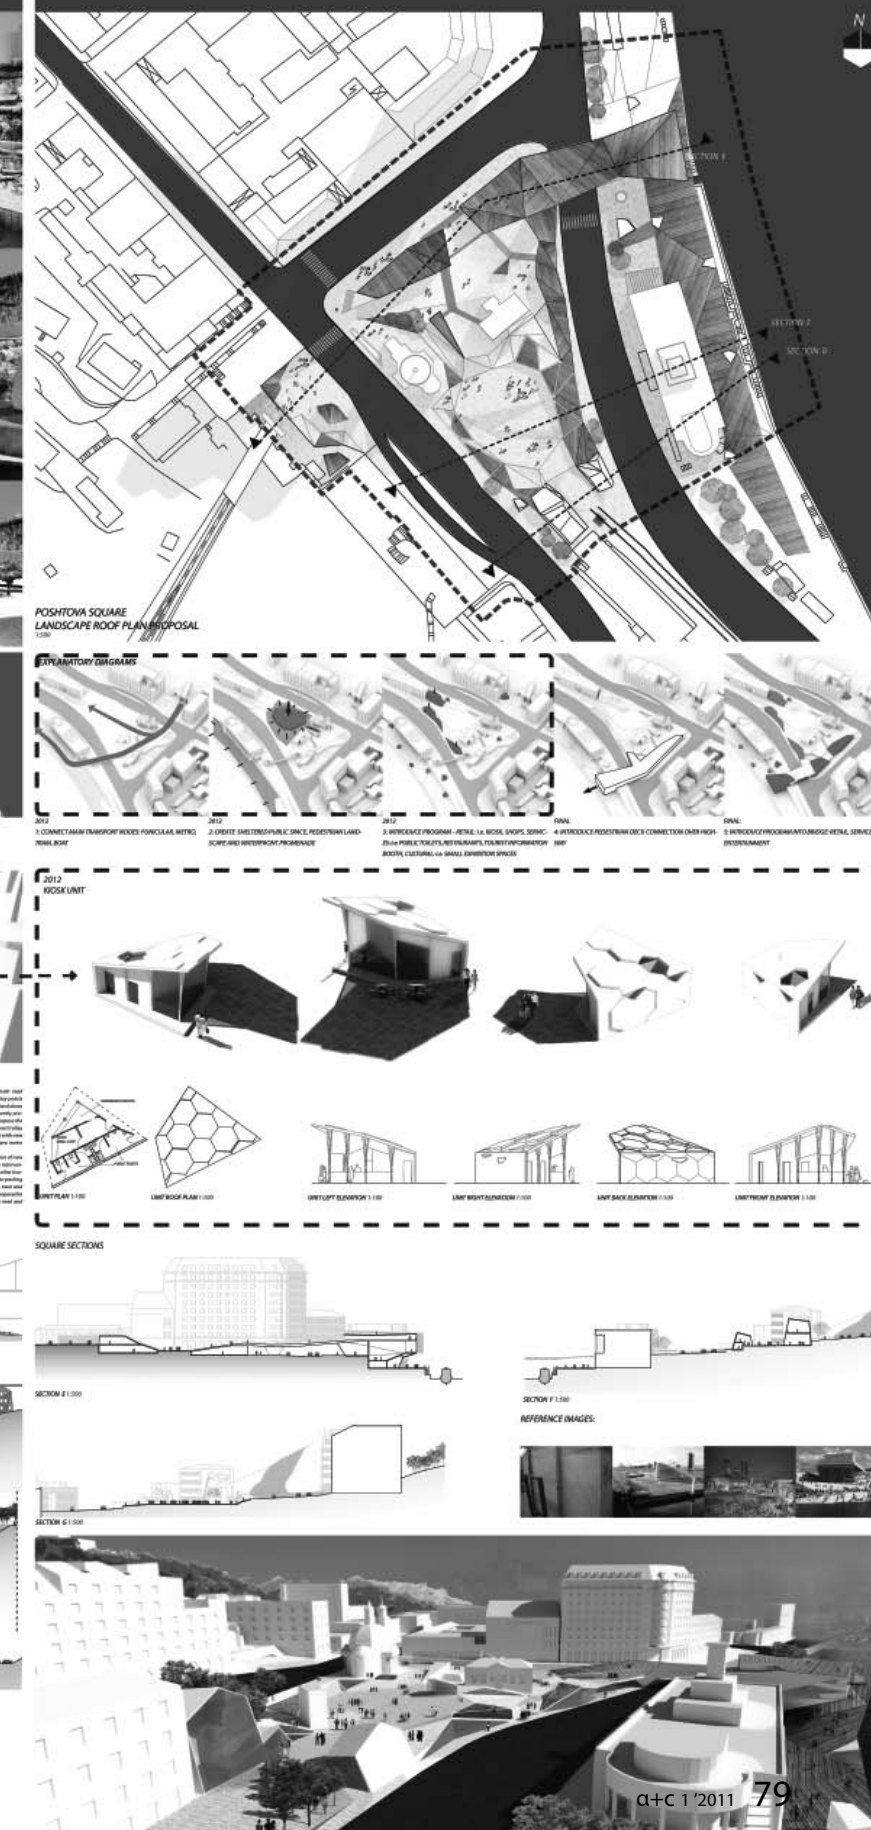 N
SECTION E
SECTION F
SECTION G
POSHTOVA SQUARE
LANDSCAPE ROOF PLAN PROPOSAL
1:500
EXPLANATORY DIAGRAMS
2012
1: CONNECT MAIN TRANSPORT NODES: FUNICULAR, METRO,
TRAM, BOAT
2012
2: CREATE SHELTERED PUBLIC SPACE, PEDESTRIAN LAND-
SCAPE AND WATERFRONT PROMENADE
2012
3: INTRODUCE PROGRAM - RETAIL: i.e. KIOSK, SHOPS, SERVIC-
ES i.e PUBLIC TOILETS, RESTAURANTS, TOURIST INFORMATION
BOOTH, CULTURAL: i.e. SMALL EXHIBITION SPACES
FINAL
4: INTRODUCE PEDESTRIAN DECK CONNECTION OVER HIGH-
WAY
FINAL:
5: INTRODUCE PROGRAM INTO BRIDGE: RETAIL, SERVICE
ENTERTAINMENT
2012
KIOSK UNIT
UNIT PLAN 1:100
UNIT ROOF PLAN 1:100
UNIT LEFT ELEVATION 1:100
UNIT RIGHT ELEVATION 1:100
UNIT BACK ELEVATION 1:100
UNIT FRONT ELEVATION 1:100
SQUARE SECTIONS
SECTION E 1:500
SECTION F 1:500
REFERENCE IMAGES:
SECTION G 1:500
α+c 1 '2011 79